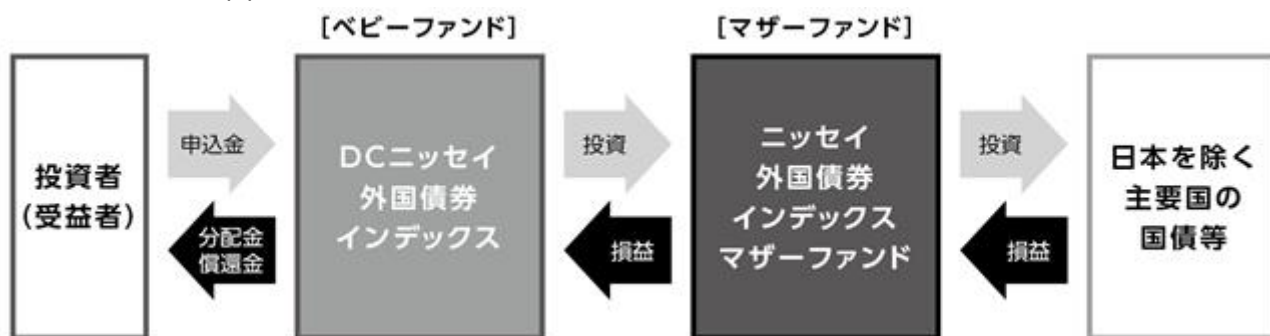 [ベビーファンド]
[マザーファンド]
投資者
(受益者)
申込金
分配金
償還金
DCニッセイ
外国債券
インデックス
投資
損益
ニッセイ
外国債券
インデックス
マザーファンド
投資
損益
日本を除く
主要国の
国債等